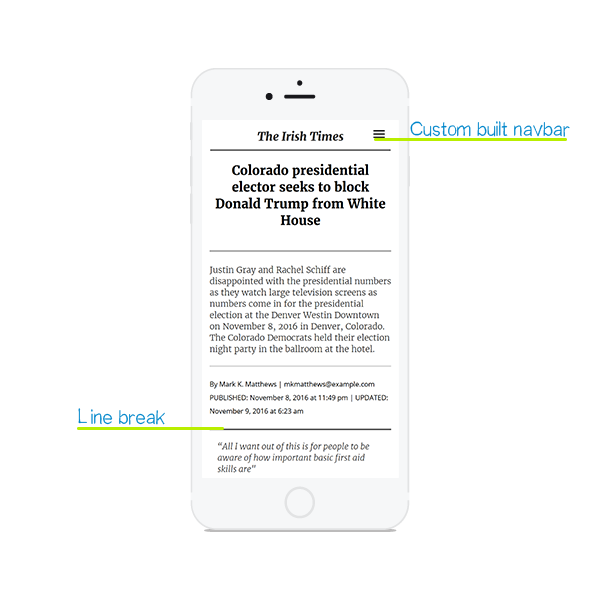 The Irish Times
Custom built navbar
Colorado presidential
elector seeks to block
Donald Trump from White
House
Justin Gray and Rachel Schiff are
disappointed with the presidential numbers
as they watch large television screens as
numbers come in for the presidential
election at the Denver Westin Downtown
on November 8, 2016 in Denver, Colorado.
The Colorado Democrats held their election
night party in the ballroom at the hotel.
By Mark K. Matthews | mkmatthews@example.com
PUBLISHED: November 8, 2016 at 11:49 pm | UPDATED:
November 9, 2016 at 6:23 am
Line break
“All I want out of this is for people to be
aware of how important basic first aid
skills are”